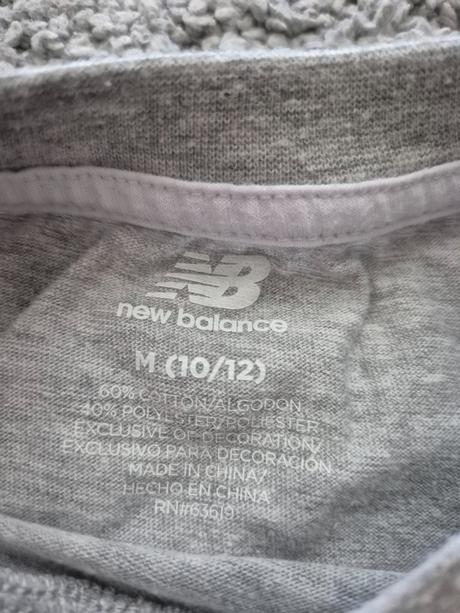 NB
new balance
M (10/12)
60% COTTON/ALGODON
40% POLYESTER/POLIESTER
EXCLUSIVE OF DECORATION/
EXCLUSIVO PARA DECORACIÓN
MADE IN CHINA/
HECHO EN CHINA
RN#63619